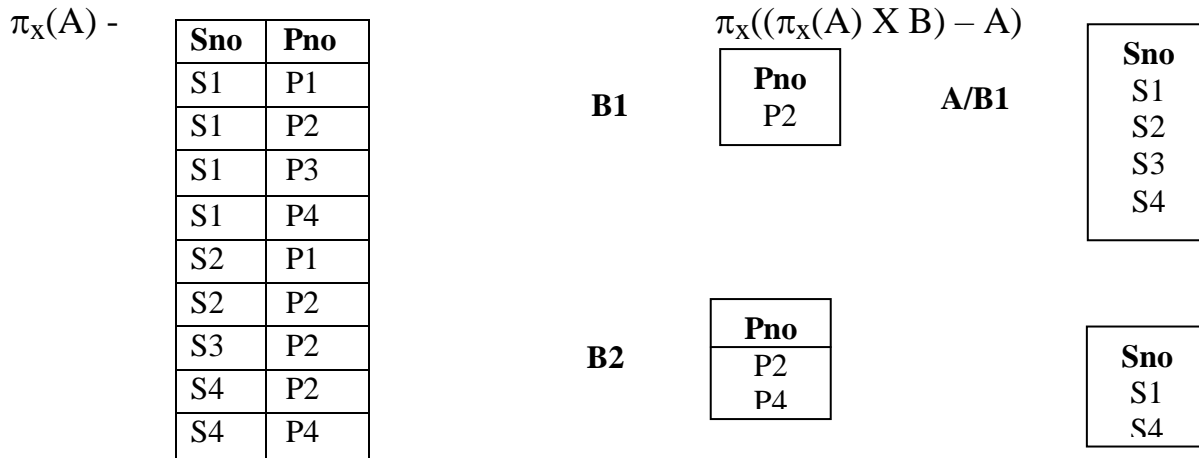 πx(A) - πx((πx(A) X B) – A)
Sno Pno
S1 P1
S1 P2
S1 P3
S1 P4
S2 P1
S2 P2
S3 P2
S4 P2
S4 P4
B1
Pno
P2
A/B1
Sno
S1
S2
S3
S4
B2
Pno
P2
P4
Sno
S1
S4